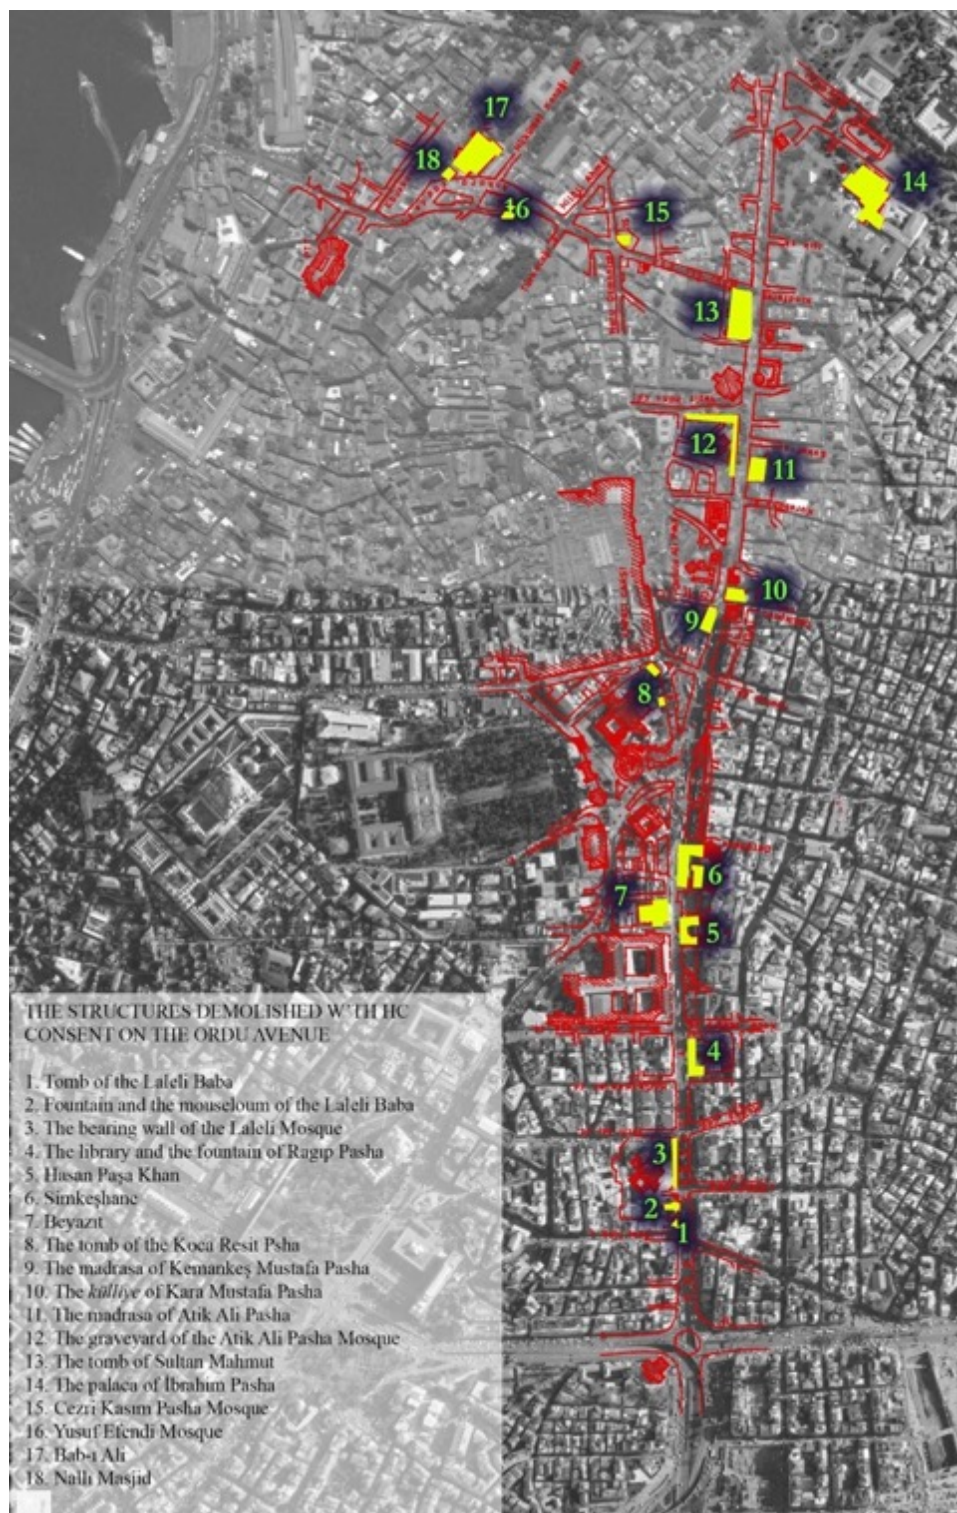 17
18
14
16
15
13
12
11
10
9
8
6
7
5
4
3
2
1
THE STRUCTURES DEMOLISHED WITH HC
CONSENT ON THE ORDU AVENUE
1. Tomb of the Laleli Baba
2. Fountain and the mouseloum of the Laleli Baba
3. The bearing wall of the Laleli Mosque
4. The library and the fountain of Ragıp Pasha
5. Hasan Paşa Khan
6. Simkeşhane
7. Beyazıt
8. The tomb of the Koca Resit Psha
9. The madrasa of Kemankeş Mustafa Pasha
10. The külliye of Kara Mustafa Pasha
11. The madrasa of Atik Ali Pasha
12. The graveyard of the Atik Ali Pasha Mosque
13. The tomb of Sultan Mahmut
14. The palaca of İbrahim Pasha
15. Cezri Kasım Pasha Mosque
16. Yusuf Efendi Mosque
17. Bab-ı Ali
18. Nallı Masjid